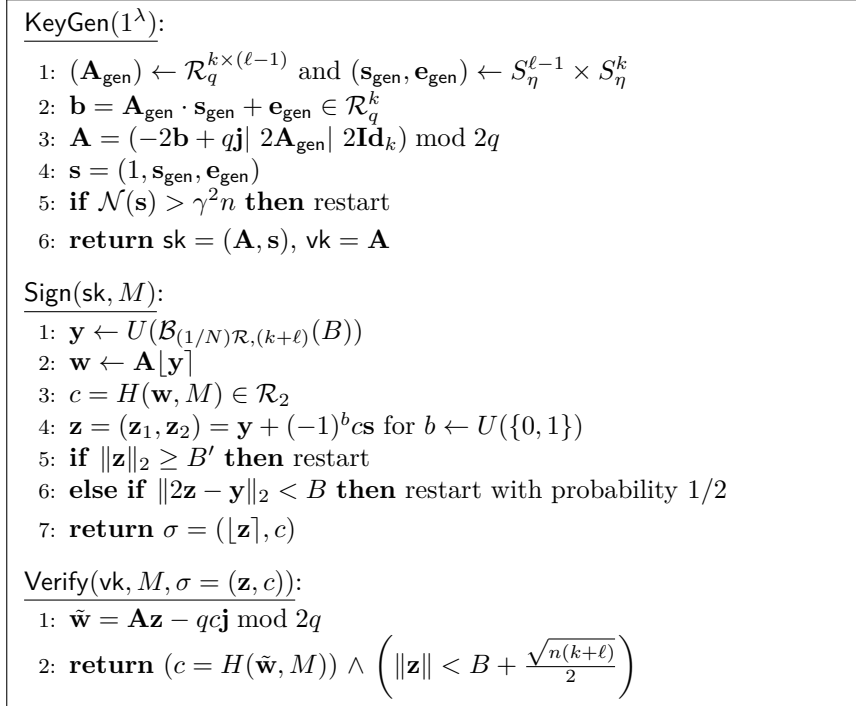 KeyGen(1^λ):
1: (A_gen) ← R_q^{k×(ℓ−1)} and (s_gen, e_gen) ← S_η^{ℓ−1} × S_η^k
2: b = A_gen · s_gen + e_gen ∈ R_q^k
3: A = (−2b + qj| 2A_gen| 2Id_k) mod 2q
4: s = (1, s_gen, e_gen)
5: if N(s) > γ²n then restart
6: return sk = (A, s), vk = A
Sign(sk, M):
1: y ← U(B_{(1/N)R,(k+ℓ)}(B))
2: w ← A⌊y⌉
3: c = H(w, M) ∈ R_2
4: z = (z_1, z_2) = y + (−1)^b cs for b ← U({0, 1})
5: if ‖z‖_2 ≥ B′ then restart
6: else if ‖2z − y‖_2 < B then restart with probability 1/2
7: return σ = (⌊z⌉, c)
Verify(vk, M, σ = (z, c)):
1: w̃ = Az − qcj mod 2q
2: return (c = H(w̃, M)) ∧ (‖z‖ < B + √(n(k+ℓ))/2)